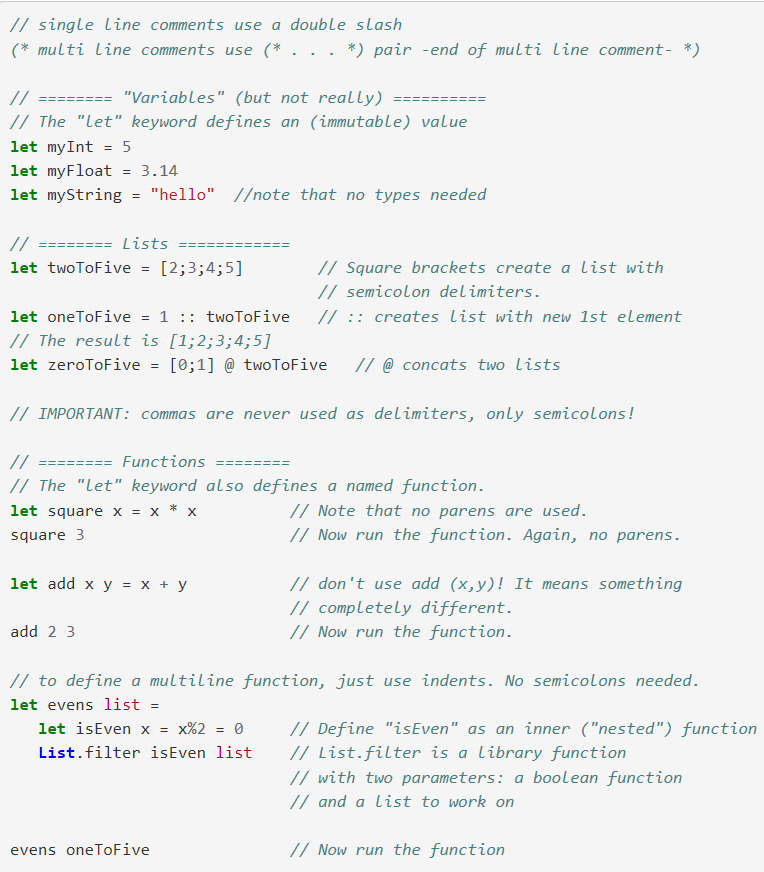 // single line comments use a double slash
(* multi line comments use (* . . . *) pair -end of multi line comment- *)

// ======== "Variables" (but not really) ==========
// The "let" keyword defines an (immutable) value
let myInt = 5
let myFloat = 3.14
let myString = "hello"  //note that no types needed

// ======== Lists ============
let twoToFive = [2;3;4;5]        // Square brackets create a list with
                                 // semicolon delimiters.
let oneToFive = 1 :: twoToFive   // :: creates list with new 1st element
// The result is [1;2;3;4;5]
let zeroToFive = [0;1] @ twoToFive   // @ concats two lists

// IMPORTANT: commas are never used as delimiters, only semicolons!

// ======== Functions ========
// The "let" keyword also defines a named function.
let square x = x * x          // Note that no parens are used.
square 3                      // Now run the function. Again, no parens.

let add x y = x + y           // don't use add (x,y)! It means something
                              // completely different.
add 2 3                       // Now run the function.

// to define a multiline function, just use indents. No semicolons needed.
let evens list =
   let isEven x = x%2 = 0     // Define "isEven" as an inner ("nested") function
   List.filter isEven list    // List.filter is a library function
                              // with two parameters: a boolean function
                              // and a list to work on

evens oneToFive               // Now run the function